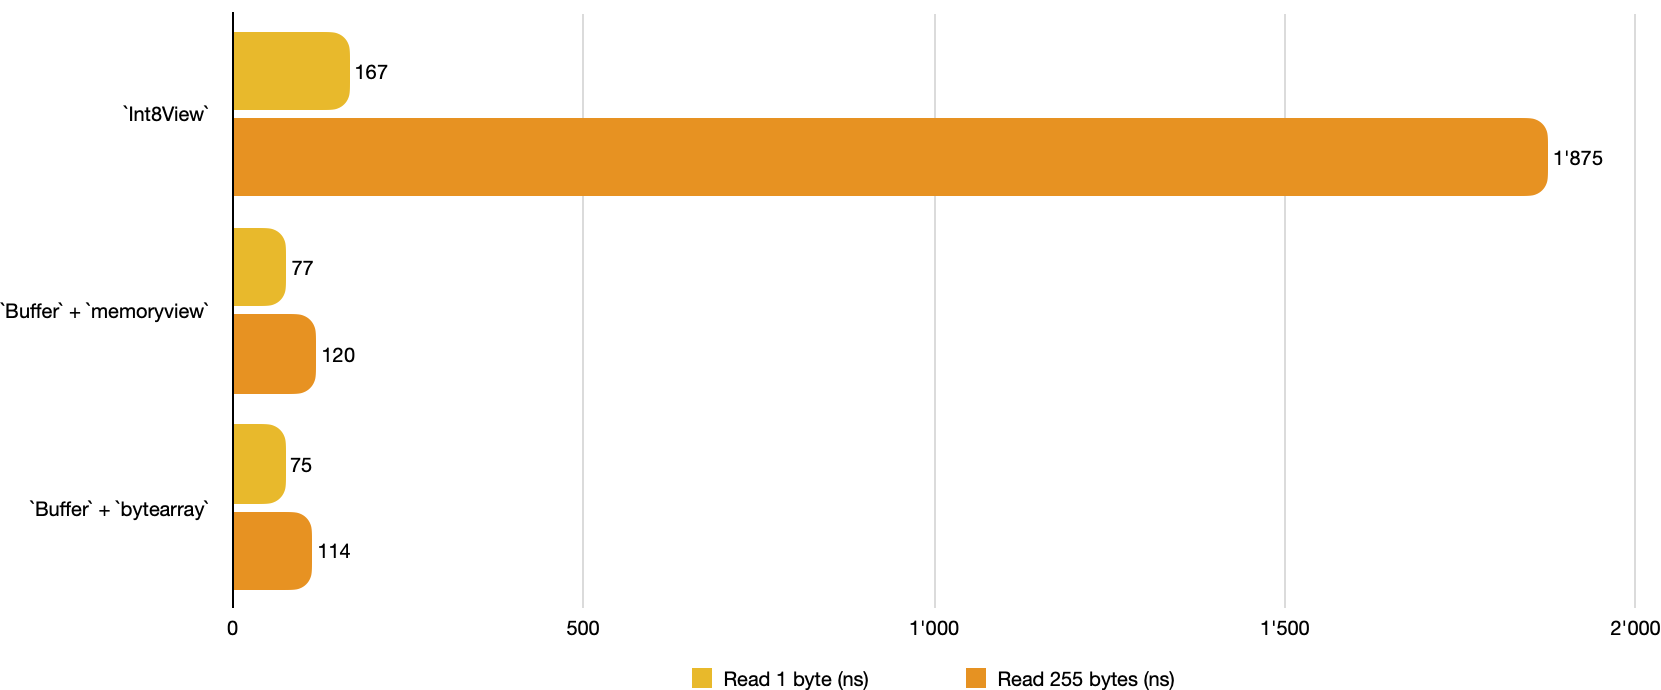 `Int8View`
167
1'875
`Buffer` + `memoryview`
77
120
`Buffer` + `bytearray`
75
114
0 500 1'000 1'500 2'000
Read 1 byte (ns) Read 255 bytes (ns)